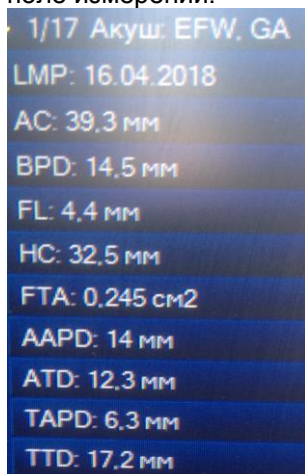 1/17 Акуш: EFW, GA
LMP: 16.04.2018
AC: 39,3 мм
BPD: 14,5 мм
FL: 4,4 мм
HC: 32,5 мм
FTA: 0,245 см2
AAPD: 14 мм
ATD: 12,3 мм
TAPD: 6,3 мм
TTD: 17,2 мм